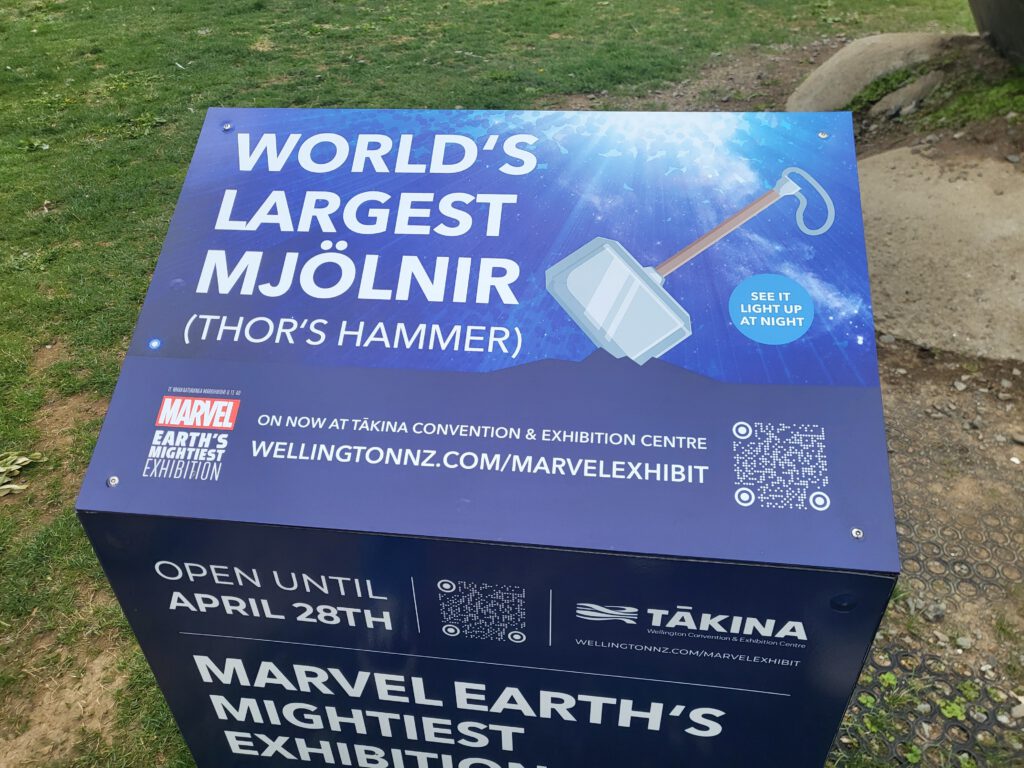 WORLD'S
LARGEST
MJÖLNIR
(THOR'S HAMMER)
SEE IT
LIGHT UP
AT NIGHT
MARVEL
EARTH'S
MIGHTIEST
EXHIBITION
ON NOW AT TĀKINA CONVENTION & EXHIBITION CENTRE
WELLINGTONNZ.COM/MARVELEXHIBIT
OPEN UNTIL
APRIL 28TH
TĀKINA
Wellington Convention & Exhibition Centre
WELLINGTONNZ.COM/MARVELEXHIBIT
MARVEL EARTH'S
MIGHTIEST
EXHIBITION